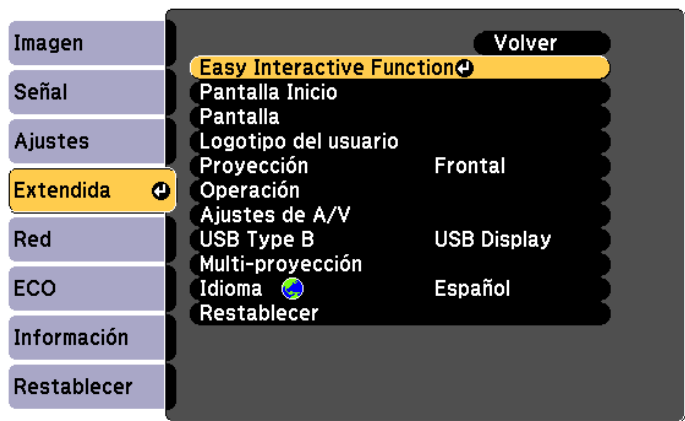 Imagen
Señal
Ajustes
Extendida
Red
ECO
Información
Restablecer
Volver
Easy Interactive Function
Pantalla Inicio
Pantalla
Logotipo del usuario
Proyección Frontal
Operación
Ajustes de A/V
USB Type B USB Display
Multi-proyección
Idioma Español
Restablecer